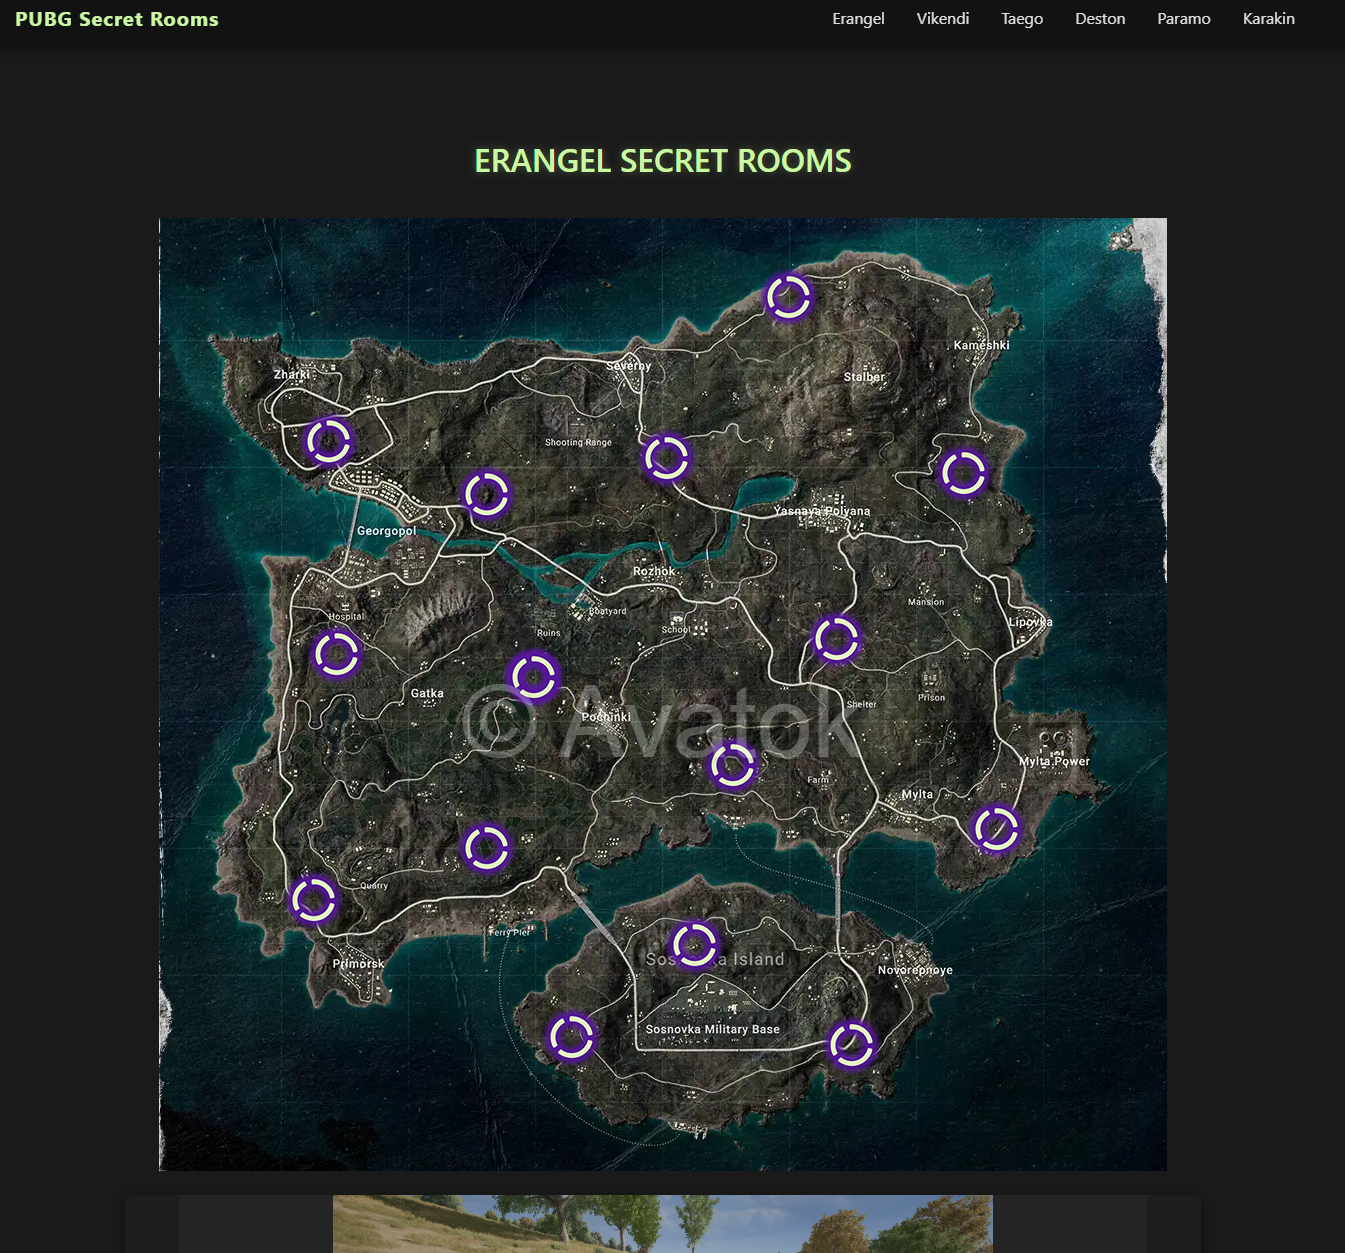 PUBG Secret Rooms
Erangel Vikendi Taego Deston Paramo Karakin
ERANGEL SECRET ROOMS
Kameshki
Severny
Zharki
Stalber
Shooting Range
Yasnaya Polyana
Georgopol
Rozhok
Mansion
Boatyard
Hospital
Lipovka
School
Ruins
Gatka
Prison
Shelter
Pochinki
© Avatok
Mylta Power
Farm
Mylta
Quarry
Ferry Pier
Island
Primorsk
Novorepnoye
Sosnovka Military Base